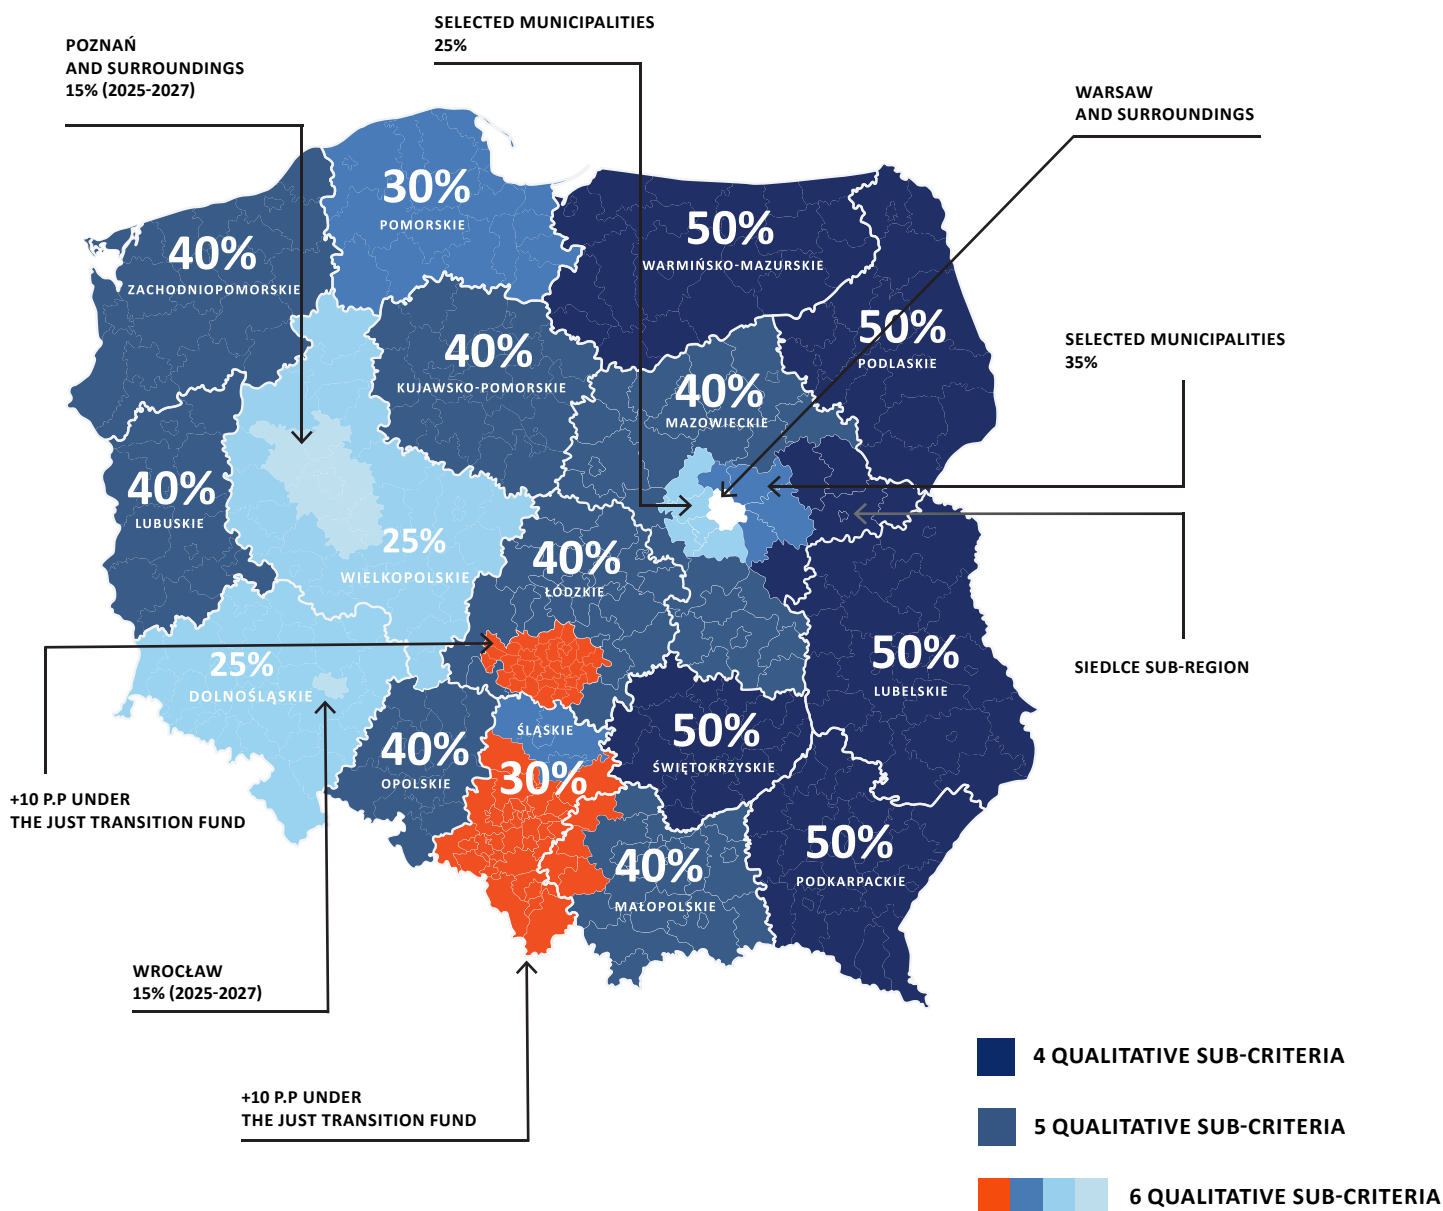 SELECTED MUNICIPALITIES
25%
POZNAŃ
AND SURROUNDINGS
15% (2025-2027)
WARSAW
AND SURROUNDINGS
30%
POMORSKIE
50%
WARMIŃSKO-MAZURSKIE
40%
ZACHODNIOPOMORSKIE
50%
PODLASKIE
SELECTED MUNICIPALITIES
35%
40%
KUJAWSKO-POMORSKIE
40%
MAZOWIECKIE
40%
LUBUSKIE
25%
WIELKOPOLSKIE
40%
ŁÓDZKIE
50%
LUBELSKIE
SIEDLCE SUB-REGION
25%
DOLNOŚLĄSKIE
40%
OPOLSKIE
ŚLĄSKIE
30%
50%
ŚWIĘTOKRZYSKIE
+10 P.P UNDER
THE JUST TRANSITION FUND
50%
PODKARPACKIE
40%
MAŁOPOLSKIE
WROCŁAW
15% (2025-2027)
+10 P.P UNDER
THE JUST TRANSITION FUND
4 QUALITATIVE SUB-CRITERIA
5 QUALITATIVE SUB-CRITERIA
6 QUALITATIVE SUB-CRITERIA